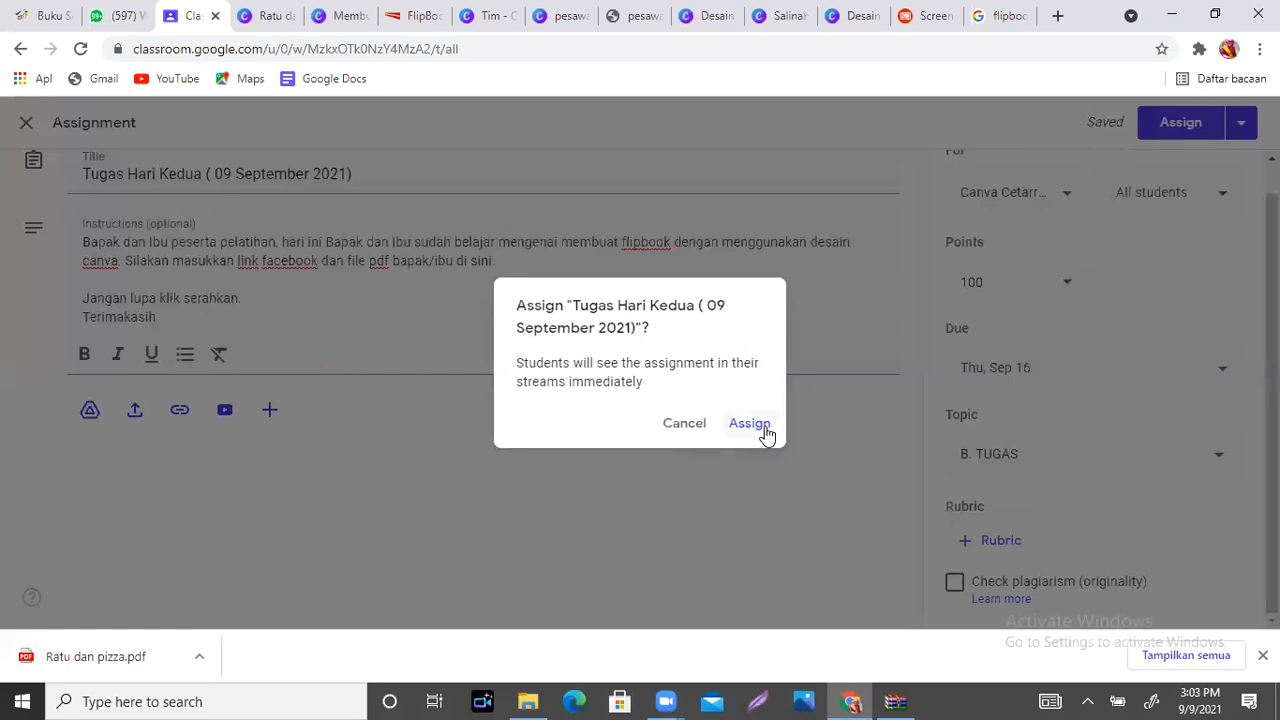 Buku Su
(597) W
Clas
Ratu da
Membu
FlipBoo
Tim - C
pesawa
pesawa
Desain
Salinar
Desain
Screen
flipboo
classroom.google.com/u/0/w/MzkxOTk0NzY4MzA2/t/all
Apl
Gmail
YouTube
Maps
Google Docs
Daftar bacaan
Assignment
Saved
Assign
Title
Tugas Hari Kedua ( 09 September 2021)
Instructions (optional)
Bapak dan Ibu peserta pelatihan, hari ini Bapak dan Ibu sudah belajar mengenai membuat flipbook dengan menggunakan desain
canva. Silakan masukkan link facebook dan file pdf bapak/ibu di sini.
Jangan lupa klik serahkan.
Terimakasih
For
Canva Cetarr...
All students
Points
100
Due
Thu, Sep 16
Topic
B. TUGAS
Rubric
Rubric
Check plagiarism (originality)
Learn more
Assign "Tugas Hari Kedua ( 09
September 2021)"?
Students will see the assignment in their
streams immediately
Cancel
Assign
Activate Windows
Go to Settings to activate Windows.
Ratu dan pizza.pdf
Tampilkan semua
Type here to search
3:03 PM
9/9/2021